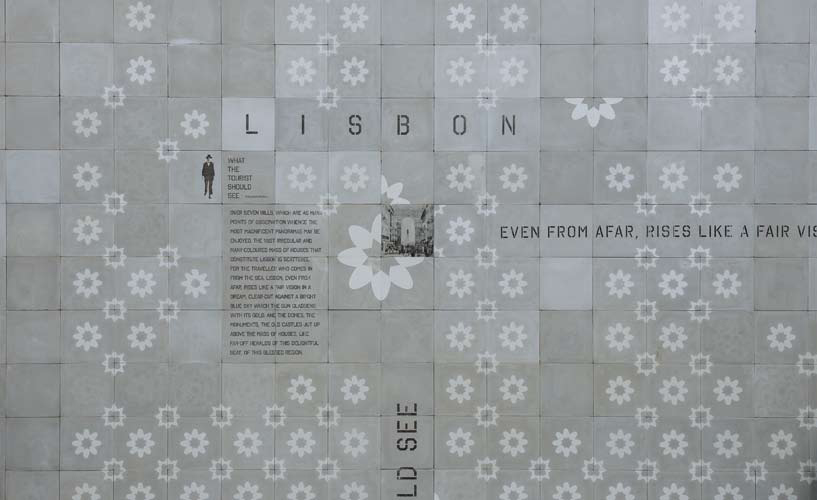 LISBON
WHAT
THE
TOURIST
SHOULD
SEE
OVER SEVEN HILLS, WHICH ARE AS MANY
POINTS OF OBSERVATION WHENCE THE
MOST MAGNIFICENT PANORAMAS MAY BE
ENJOYED, THE VAST IRREGULAR AND
MANY-COLOURED MASS OF HOUSES THAT
CONSTITUTE LISBON IS SCATTERED.
FOR THE TRAVELLER WHO COMES IN
FROM THE SEA, LISBON, EVEN FROM
AFAR, RISES LIKE A FAIR VISION IN A
DREAM, CLEAR-CUT AGAINST A BRIGHT
BLUE SKY WHICH THE SUN GLADDENS
WITH ITS GOLD. AND THE DOMES, THE
MONUMENTS, THE OLD CASTLES JUT UP
ABOVE THE MASS OF HOUSES, LIKE
FAR-OFF HERALDS OF THIS DELIGHTFUL
SEAT, OF THIS BLESSED REGION.
EVEN FROM AFAR, RISES LIKE A FAIR VIS
LD SEE